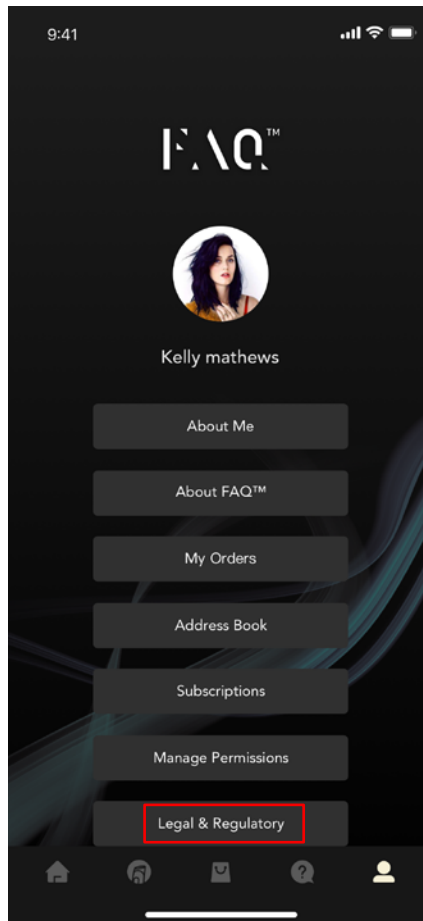 9:41
FAQ™
Kelly mathews
About Me
About FAQ™
My Orders
Address Book
Subscriptions
Manage Permissions
Legal & Regulatory
?